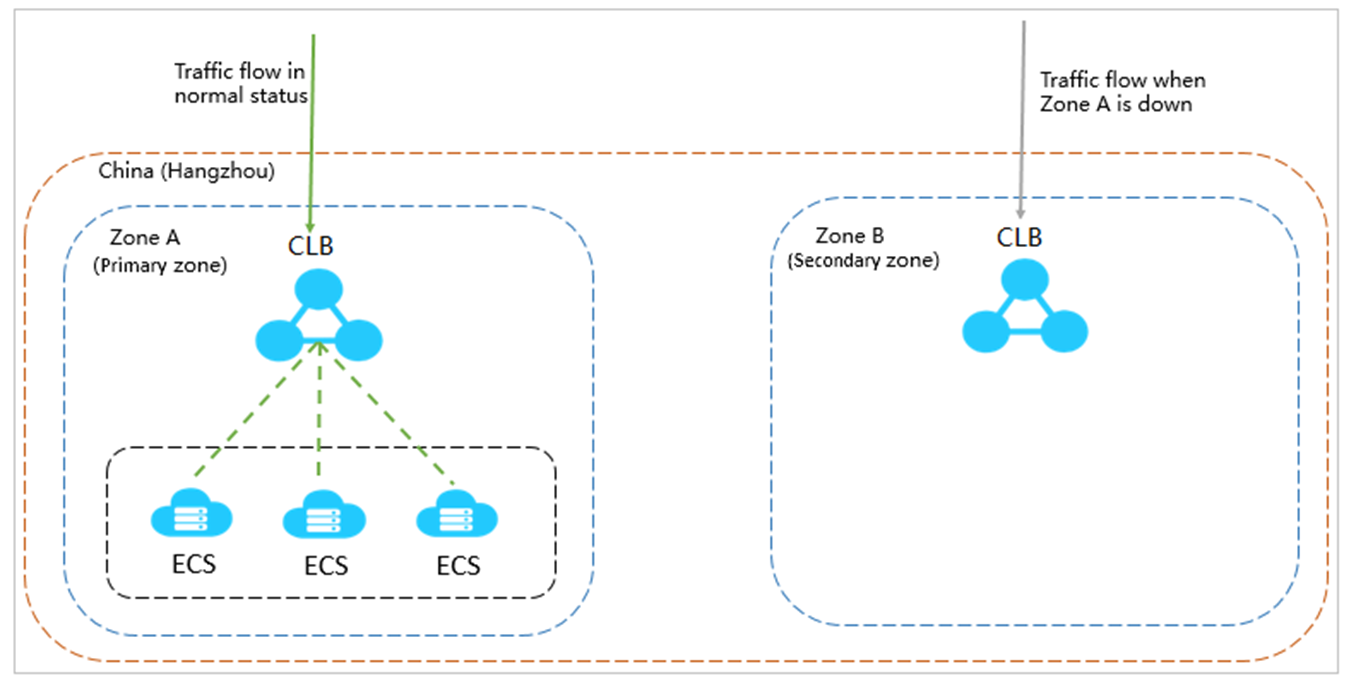 Traffic flow in
normal status
Traffic flow when
Zone A is down
China (Hangzhou)
Zone A
(Primary zone)
CLB
Zone B
(Secondary zone)
CLB
ECS
ECS
ECS